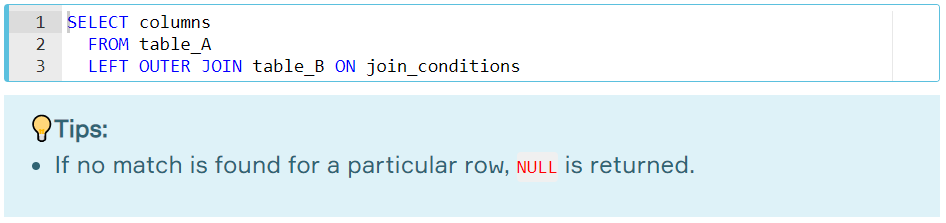 1 SELECT columns
2 FROM table_A
3 LEFT OUTER JOIN table_B ON join_conditions
Tips:
• If no match is found for a particular row, NULL is returned.